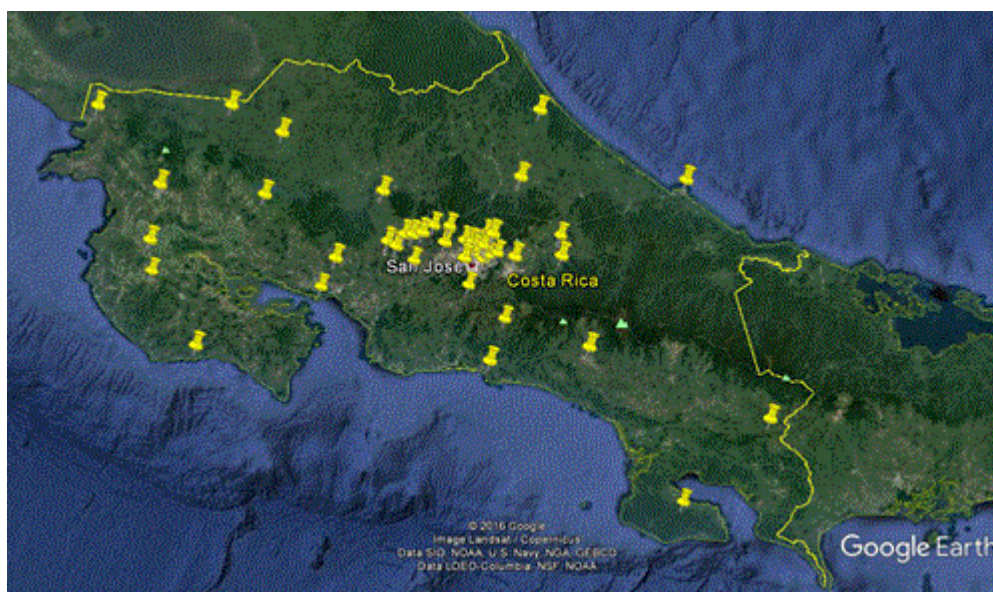 San José
Costa Rica
© 2016 Google
Image Landsat / Copernicus
Data SIO, NOAA, U.S. Navy, NGA, GEBCO
Data LDEO-Columbia, NSF, NOAA
Google Earth